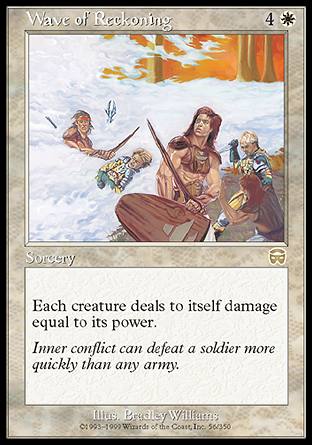 Wave of Reckoning 4
Sorcery
Each creature deals to itself damage
equal to its power.
Inner conflict can defeat a soldier more
quickly than any army.
Illus. Bradley Williams
©1993–1999 Wizards of the Coast, Inc. 56/350